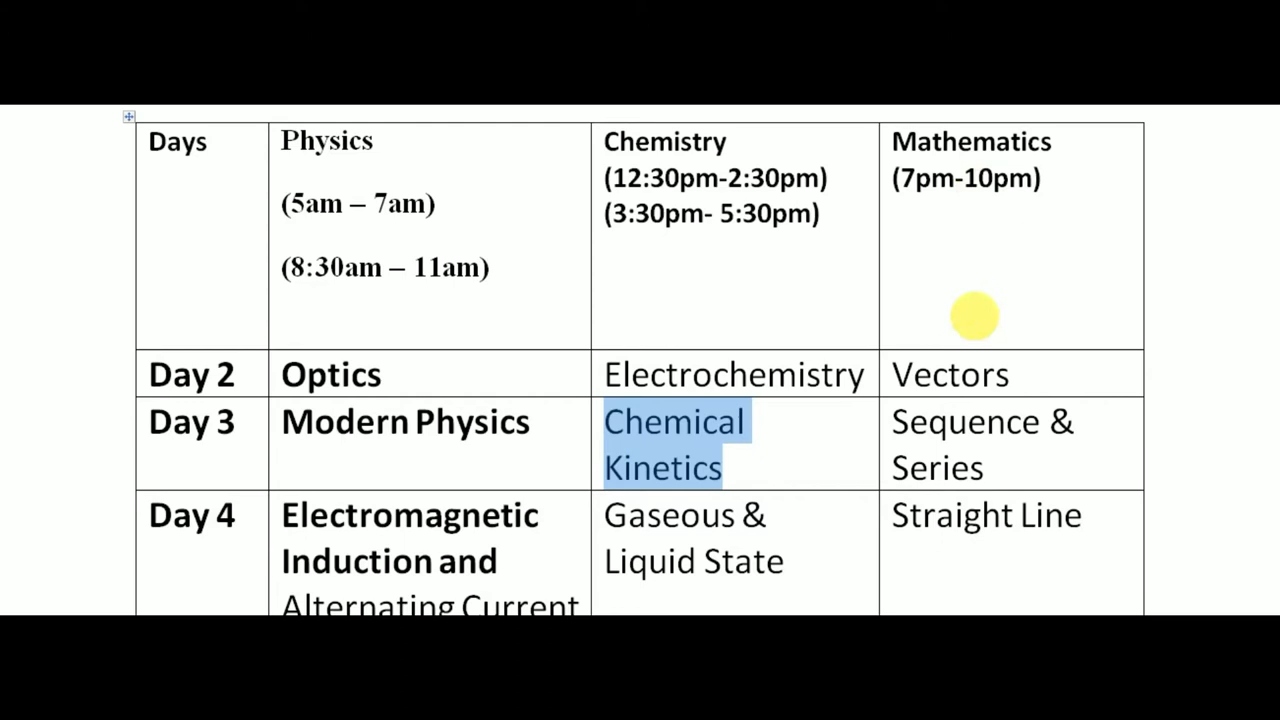 Days
Physics
(5am – 7am)
(8:30am – 11am)
Chemistry
(12:30pm-2:30pm)
(3:30pm- 5:30pm)
Mathematics
(7pm-10pm)
Day 2
Optics
Electrochemistry
Vectors
Day 3
Modern Physics
Chemical
Kinetics
Sequence &
Series
Day 4
Electromagnetic
Induction and
Alternating Current
Gaseous &
Liquid State
Straight Line